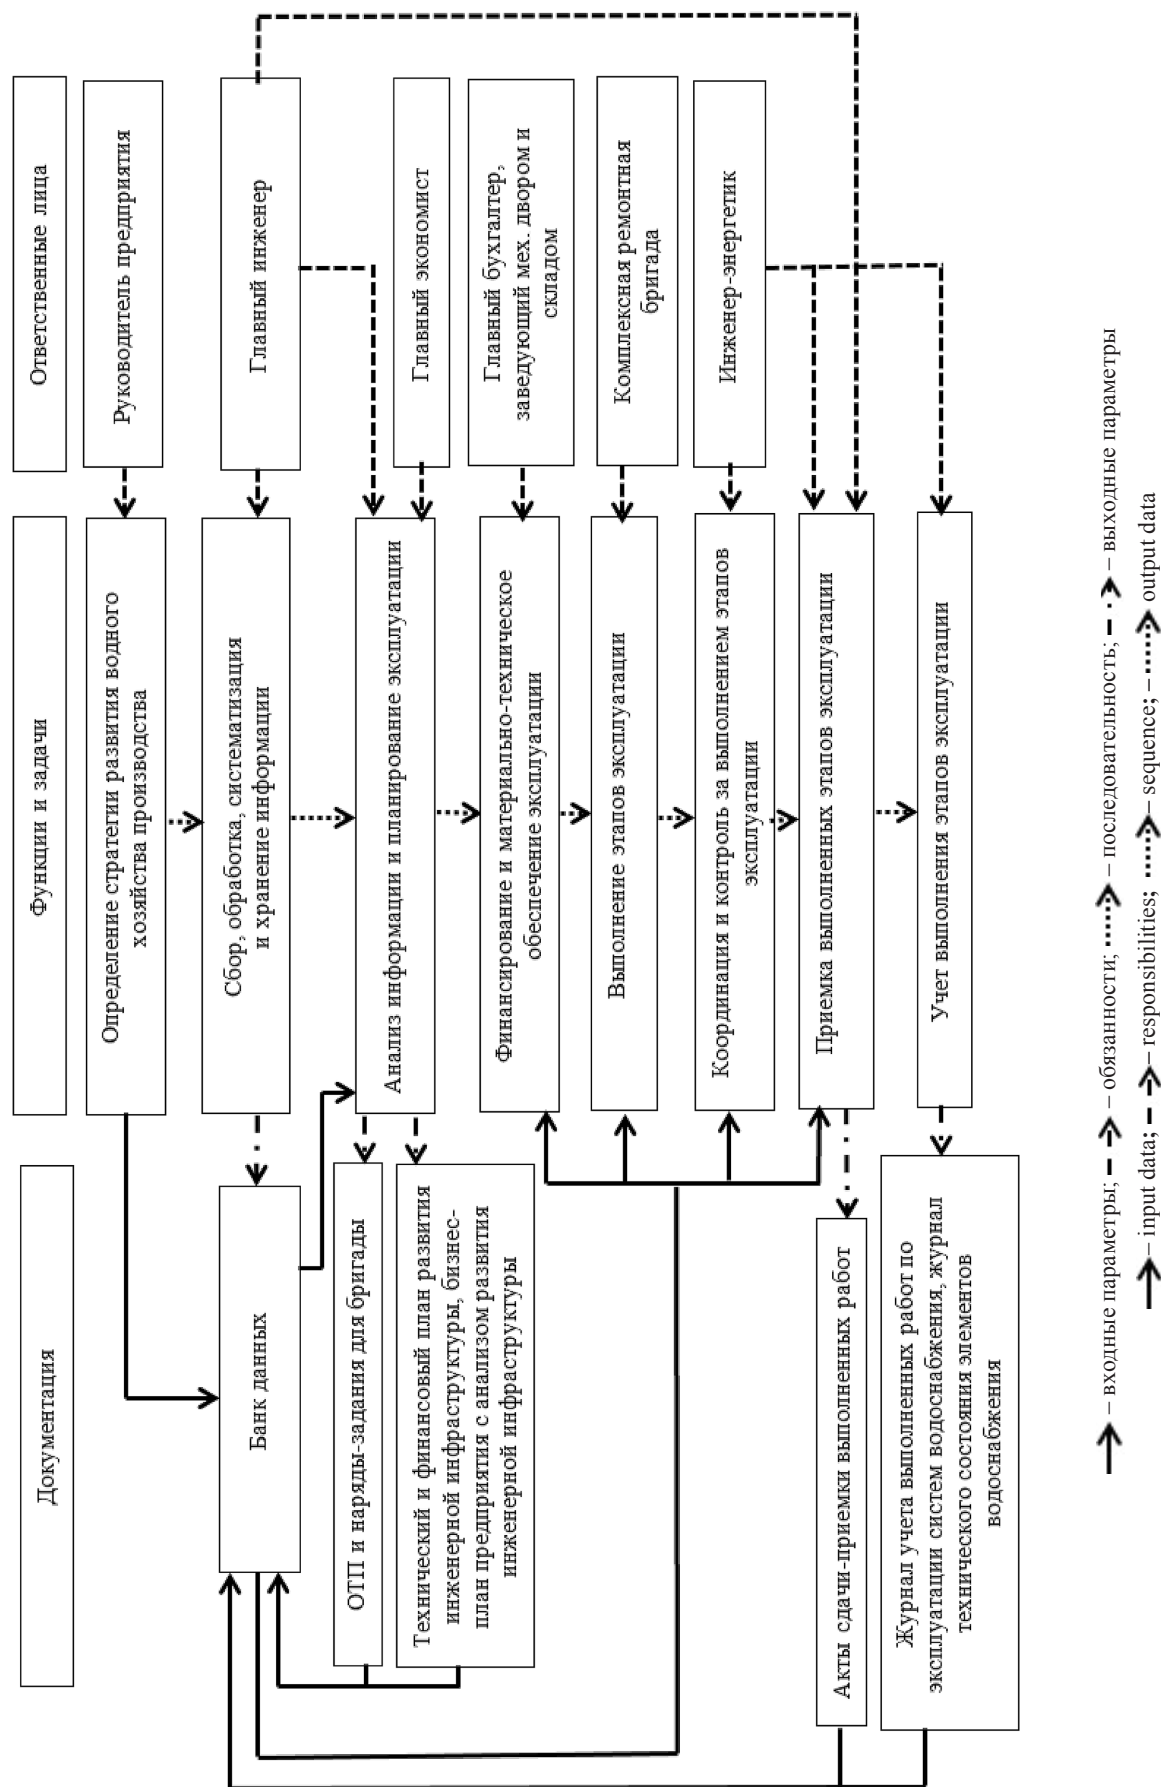 Документация
Функции и задачи
Ответственные лица
Определение стратегии развития водного
хозяйства производства
Руководитель предприятия
Банк данных
Сбор, обработка, систематизация
и хранение информации
Главный инженер
ОТП и наряды-задания для бригады
Технический и финансовый план развития
инженерной инфраструктуры, бизнес-
план предприятия с анализом развития
инженерной инфраструктуры
Анализ информации и планирование эксплуатации
Главный экономист
Финансирование и материально-техническое
обеспечение эксплуатации
Главный бухгалтер,
заведующий мех. двором и
складом
Выполнение этапов эксплуатации
Комплексная ремонтная
бригада
Координация и контроль за выполнением этапов
эксплуатации
Инженер-энергетик
Акты сдачи-приемки выполненных работ
Приемка выполненных этапов эксплуатации
Журнал учета выполненных работ по
эксплуатации систем водоснабжения, журнал
технического состояния элементов
водоснабжения
Учет выполнения этапов эксплуатации
– входные параметры; – обязанности; – последовательность; – выходные параметры
– input data; – responsibilities; – sequence; – output data